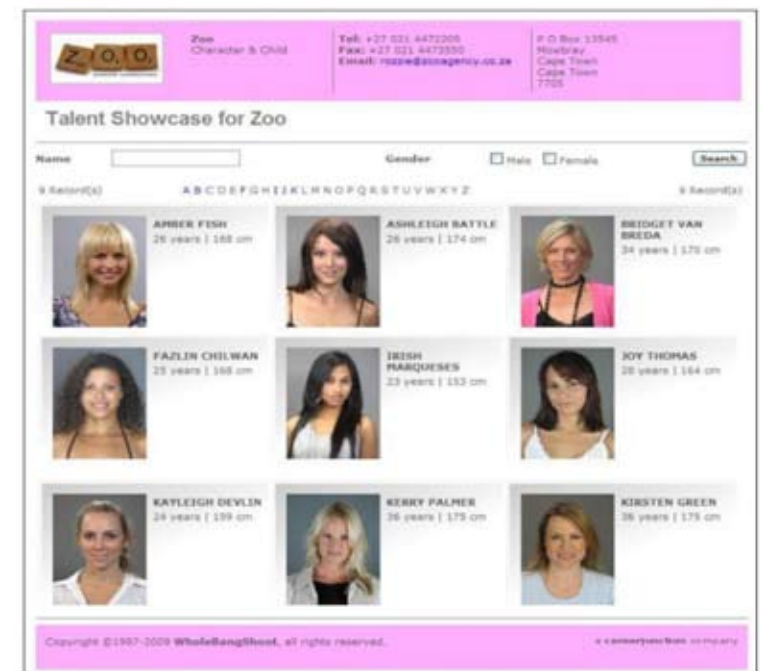 Z O O
Zoo
Character & Child
Tel: +27 021 4472205
Fax: +27 021 4473550
Email:
P O Box 13545
Mowbray
Cape Town
Cape Town
7705
Talent Showcase for Zoo
Name
Gender
Male
Female
Search
9 Record(s)
A B C D E F G H I J K L M N O P Q R S T U V W X Y Z
9 Record(s)
AMBER FISH
26 years | 168 cm
ASHLEIGH BATTLE
26 years | 174 cm
BRIDGET VAN
BREDA
34 years | 170 cm
FAZLIN CHILWAN
25 years | 168 cm
IRISH
MARQUESES
23 years | 153 cm
JOY THOMAS
28 years | 164 cm
KAYLEIGH DEVLIN
24 years | 159 cm
KERRY PALMER
36 years | 175 cm
KIRSTEN GREEN
36 years | 175 cm
Copyright ©1997-2009 WholeBangShoot, all rights reserved.
a careerjunction company